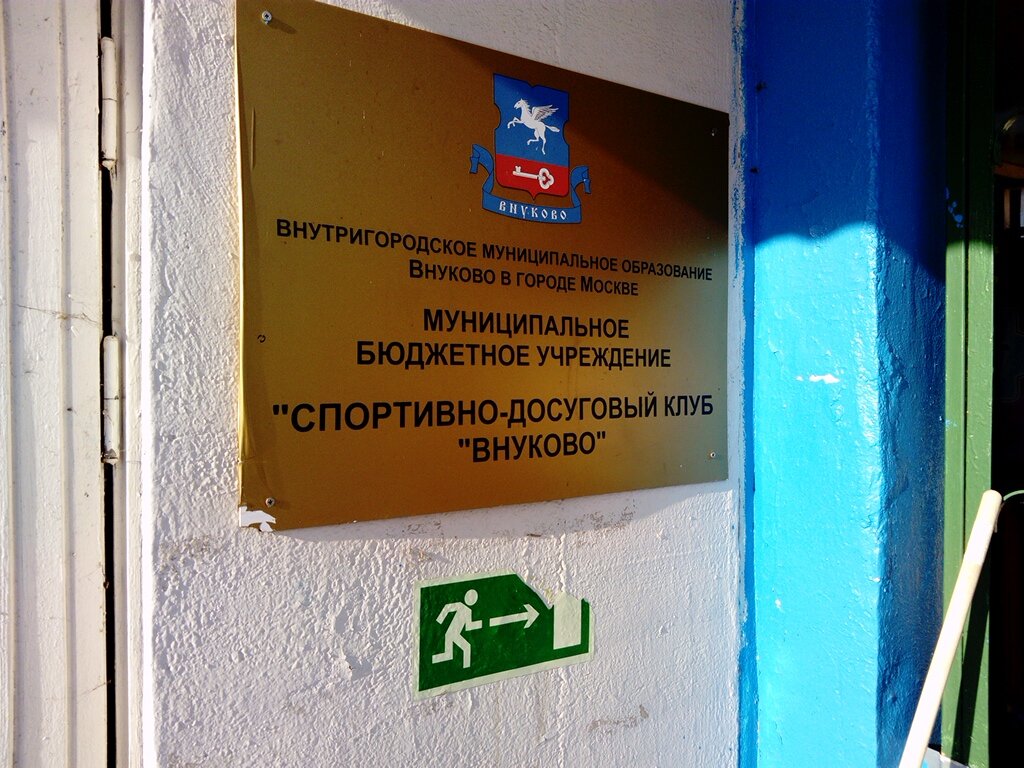 ВНУКОВО
ВНУТРИГОРОДСКОЕ МУНИЦИПАЛЬНОЕ ОБРАЗОВАНИЕ
ВНУКОВО В ГОРОДЕ МОСКВЕ
МУНИЦИПАЛЬНОЕ
БЮДЖЕТНОЕ УЧРЕЖДЕНИЕ
"СПОРТИВНО-ДОСУГОВЫЙ КЛУБ
"ВНУКОВО"